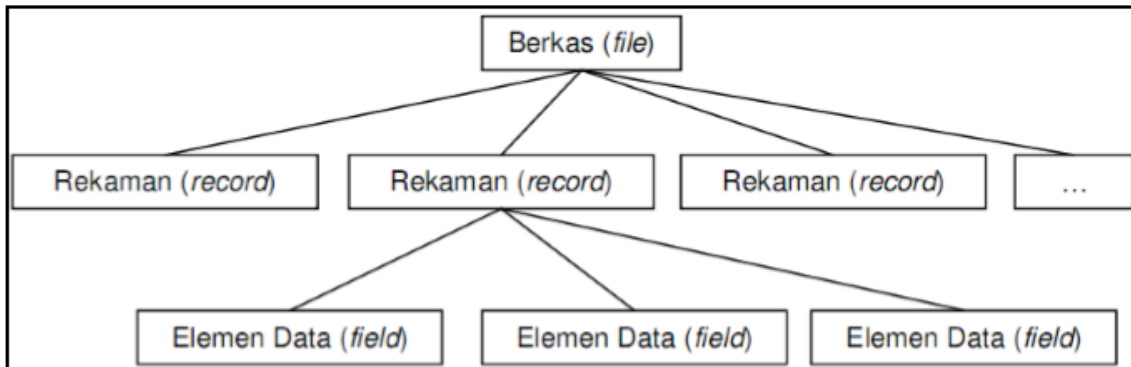 Berkas (file)
Rekaman (record)
Rekaman (record)
Rekaman (record)
...
Elemen Data (field)
Elemen Data (field)
Elemen Data (field)